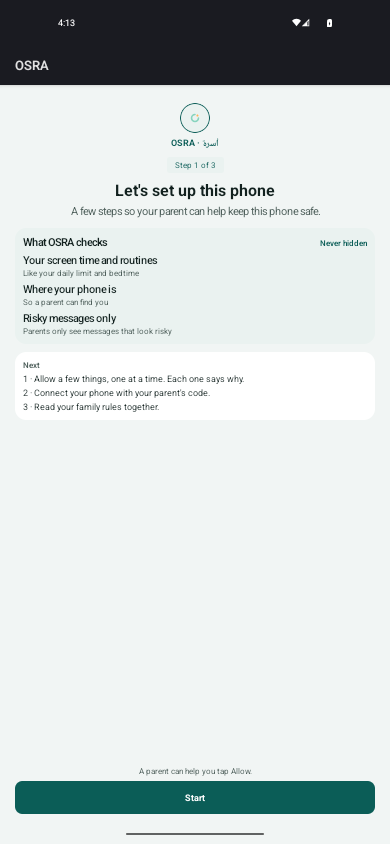 4:13
OSRA
OSRA · أسرة
Step 1 of 3
Let's set up this phone
A few steps so your parent can help keep this phone safe.
What OSRA checks
Never hidden
Your screen time and routines
Like your daily limit and bedtime
Where your phone is
So a parent can find you
Risky messages only
Parents only see messages that look risky
Next
1 · Allow a few things, one at a time. Each one says why.
2 · Connect your phone with your parent's code.
3 · Read your family rules together.
A parent can help you tap Allow.
Start